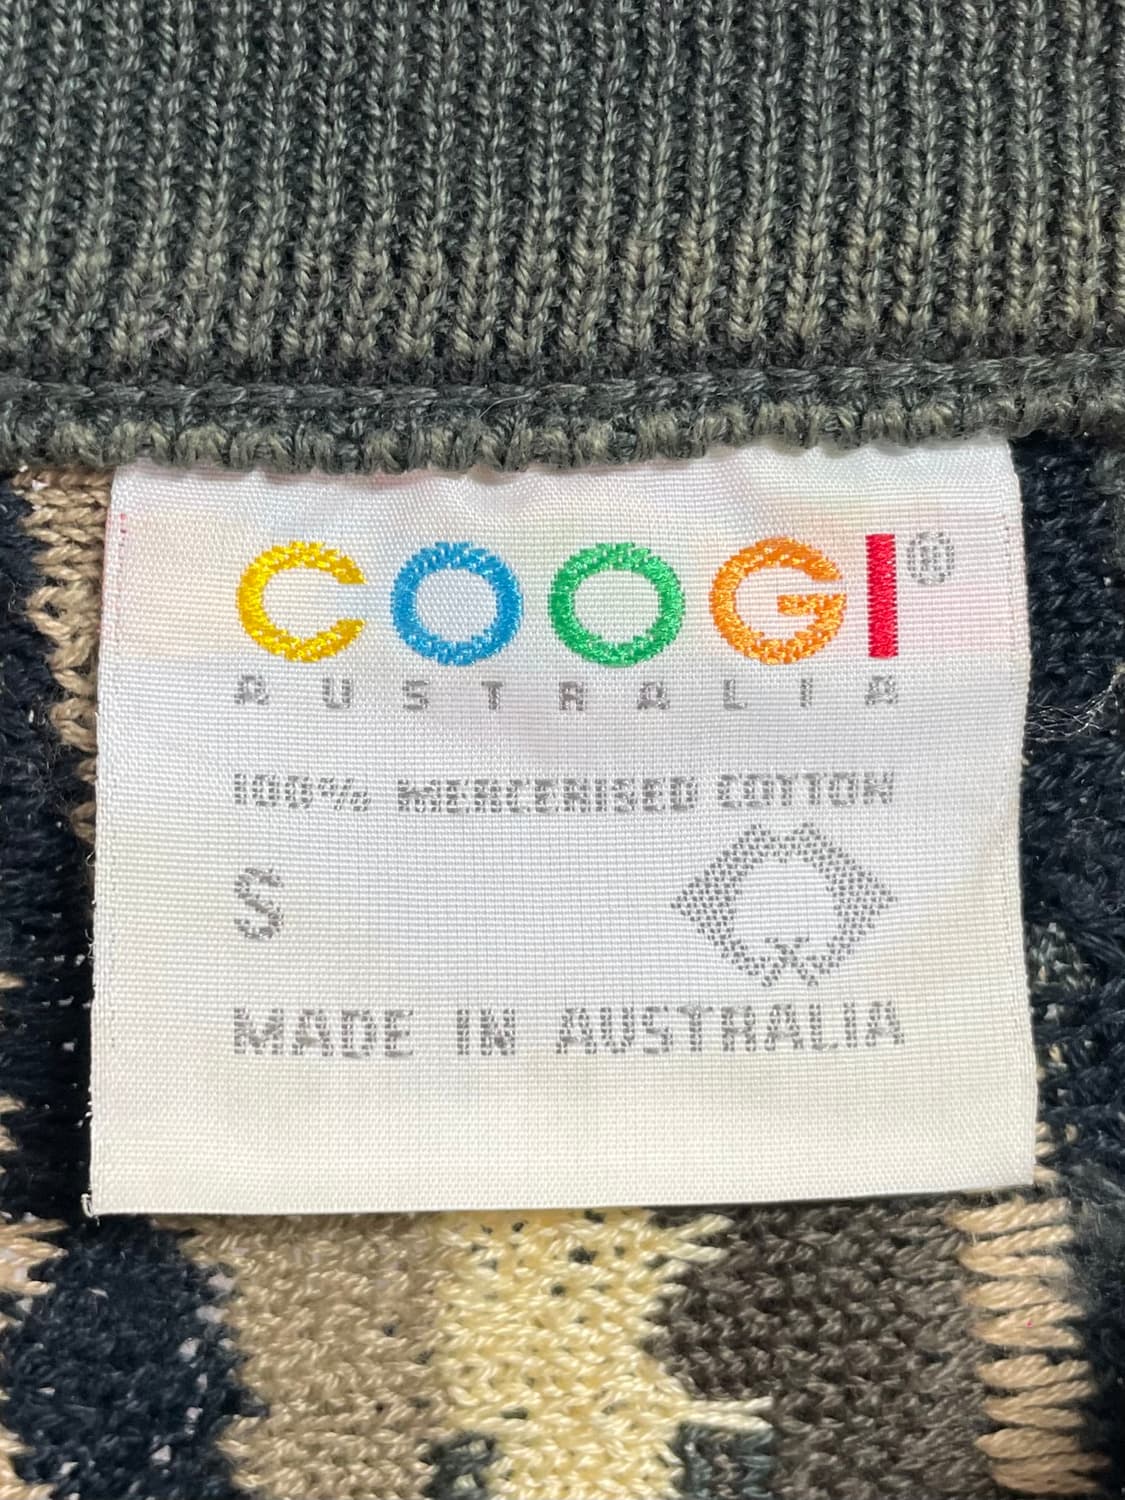 COOGI®
AUSTRALIA
100% MERCERISED COTTON
S
MADE IN AUSTRALIA